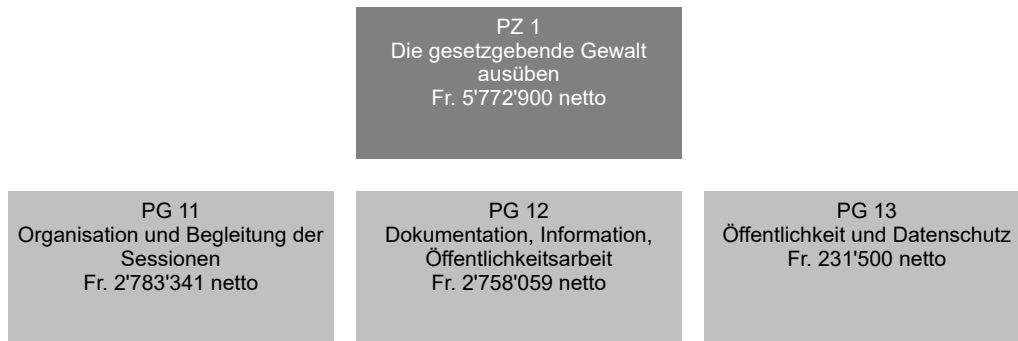 PZ 1
Die gesetzgebende Gewalt
ausüben
Fr. 5'772'900 netto
PG 11
Organisation und Begleitung der
Sessionen
Fr. 2'783'341 netto
PG 12
Dokumentation, Information,
Öffentlichkeitsarbeit
Fr. 2'758'059 netto
PG 13
Öffentlichkeit und Datenschutz
Fr. 231'500 netto